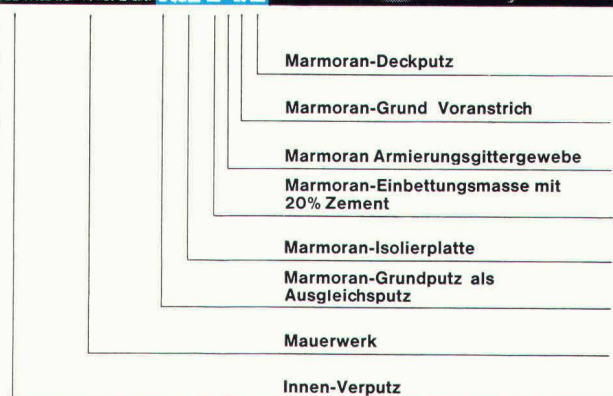 Marmoran-Deckputz
Marmoran-Grund Voranstrich
Marmoran Armierungsgittergewebe
Marmoran-Einbettungsmasse mit
20% Zement
Marmoran-Isolierplatte
Marmoran-Grundputz als
Ausgleichsputz
Mauerwerk
Innen-Verputz